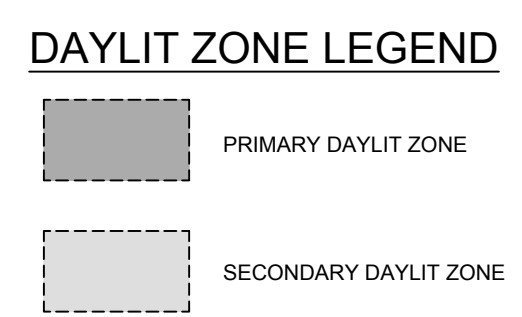 DAYLIT ZONE LEGEND
PRIMARY DAYLIT ZONE
SECONDARY DAYLIT ZONE